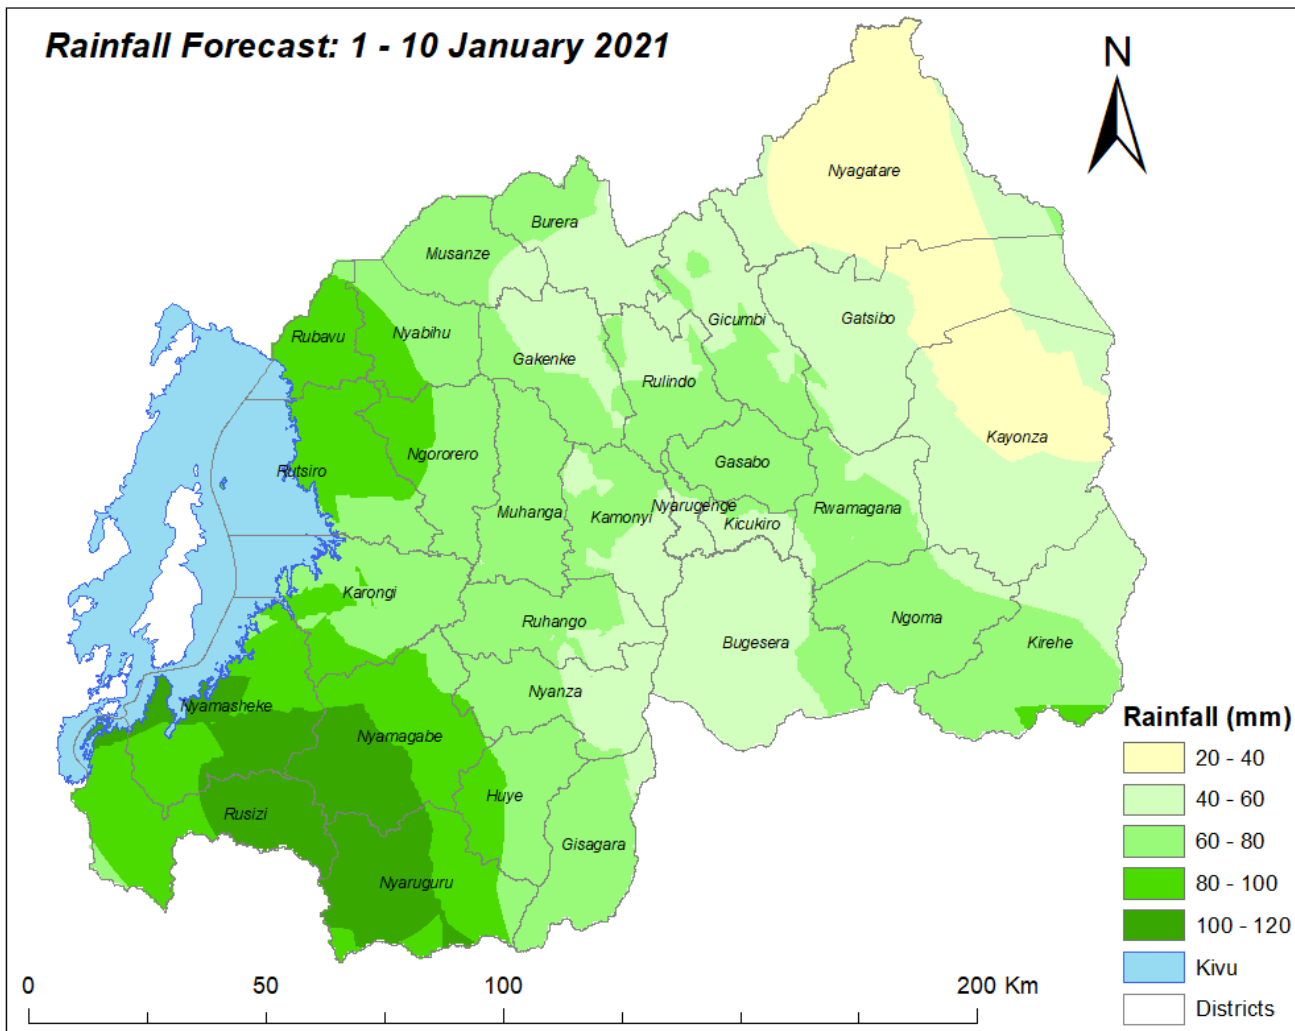 Rainfall Forecast: 1 - 10 January 2021
N
Nyagatare
Burera
Musanze
Rubavu
Nyabihu
Gakenke
Gicumbi
Gatsibo
Rulindo
Kayonza
Rutsiro
Ngororero
Gasabo
Muhanga
Kamonyi
Nyarugenge
Kicukiro
Rwamagana
Karongi
Ruhango
Bugesera
Ngoma
Kirehe
Nyanza
Nyamasheke
Nyamagabe
Huye
Rusizi
Gisagara
Nyaruguru
Rainfall (mm)
20 - 40
40 - 60
60 - 80
80 - 100
100 - 120
Kivu
Districts
0 50 100 200 Km